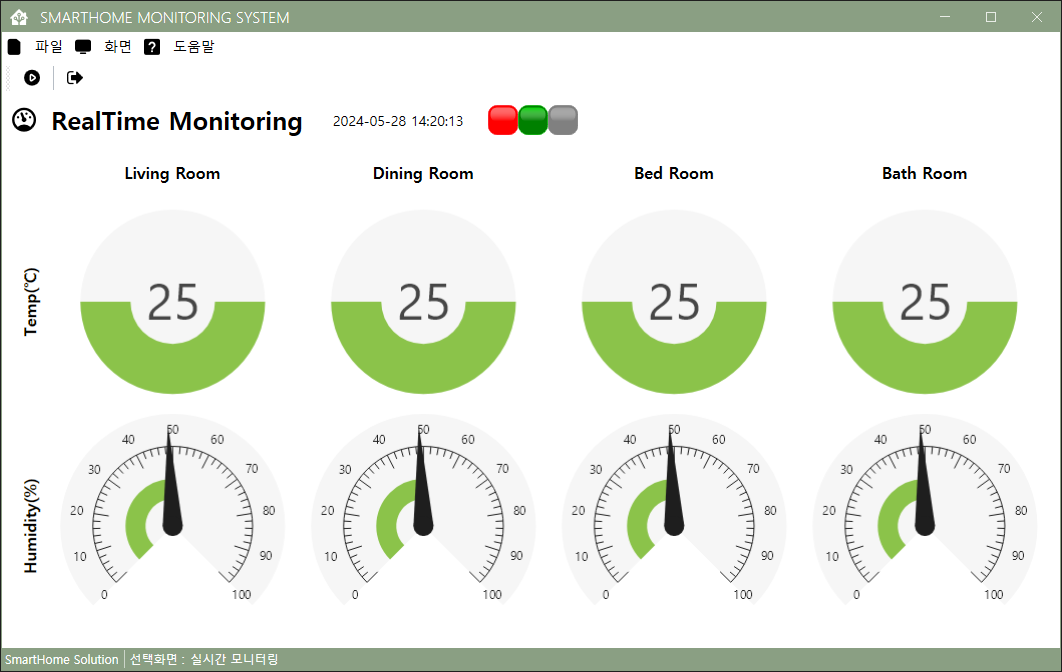 SMARTHOME MONITORING SYSTEM
파일 화면 도움말
RealTime Monitoring 2024-05-28 14:20:13
Living Room Dining Room Bed Room Bath Room
Temp(℃)
25 25 25 25
Humidity(%)
0 10 20 30 40 50 60 70 80 90 100
0 10 20 30 40 50 60 70 80 90 100
0 10 20 30 40 50 60 70 80 90 100
0 10 20 30 40 50 60 70 80 90 100
SmartHome Solution 선택화면 : 실시간 모니터링